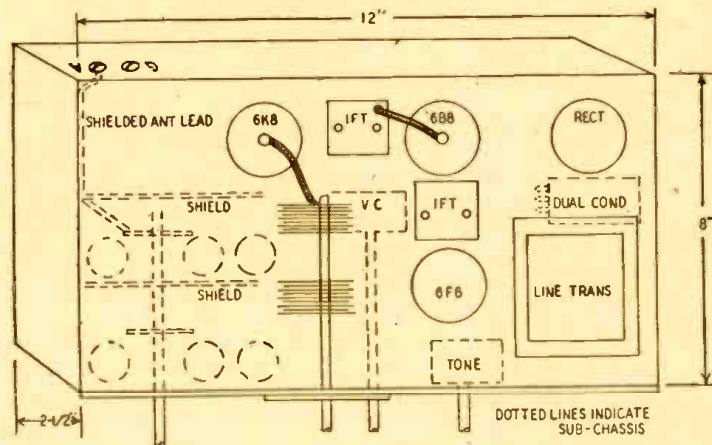 12"
SHIELDED ANT LEAD
6K8
IFT
6B8
RECT
SHIELD
V C
IFT
DUAL COND
8"
SHIELD
6F6
LINE TRANS
TONE
2-1/2"
DOTTED LINES INDICATE
SUB-CHASSIS